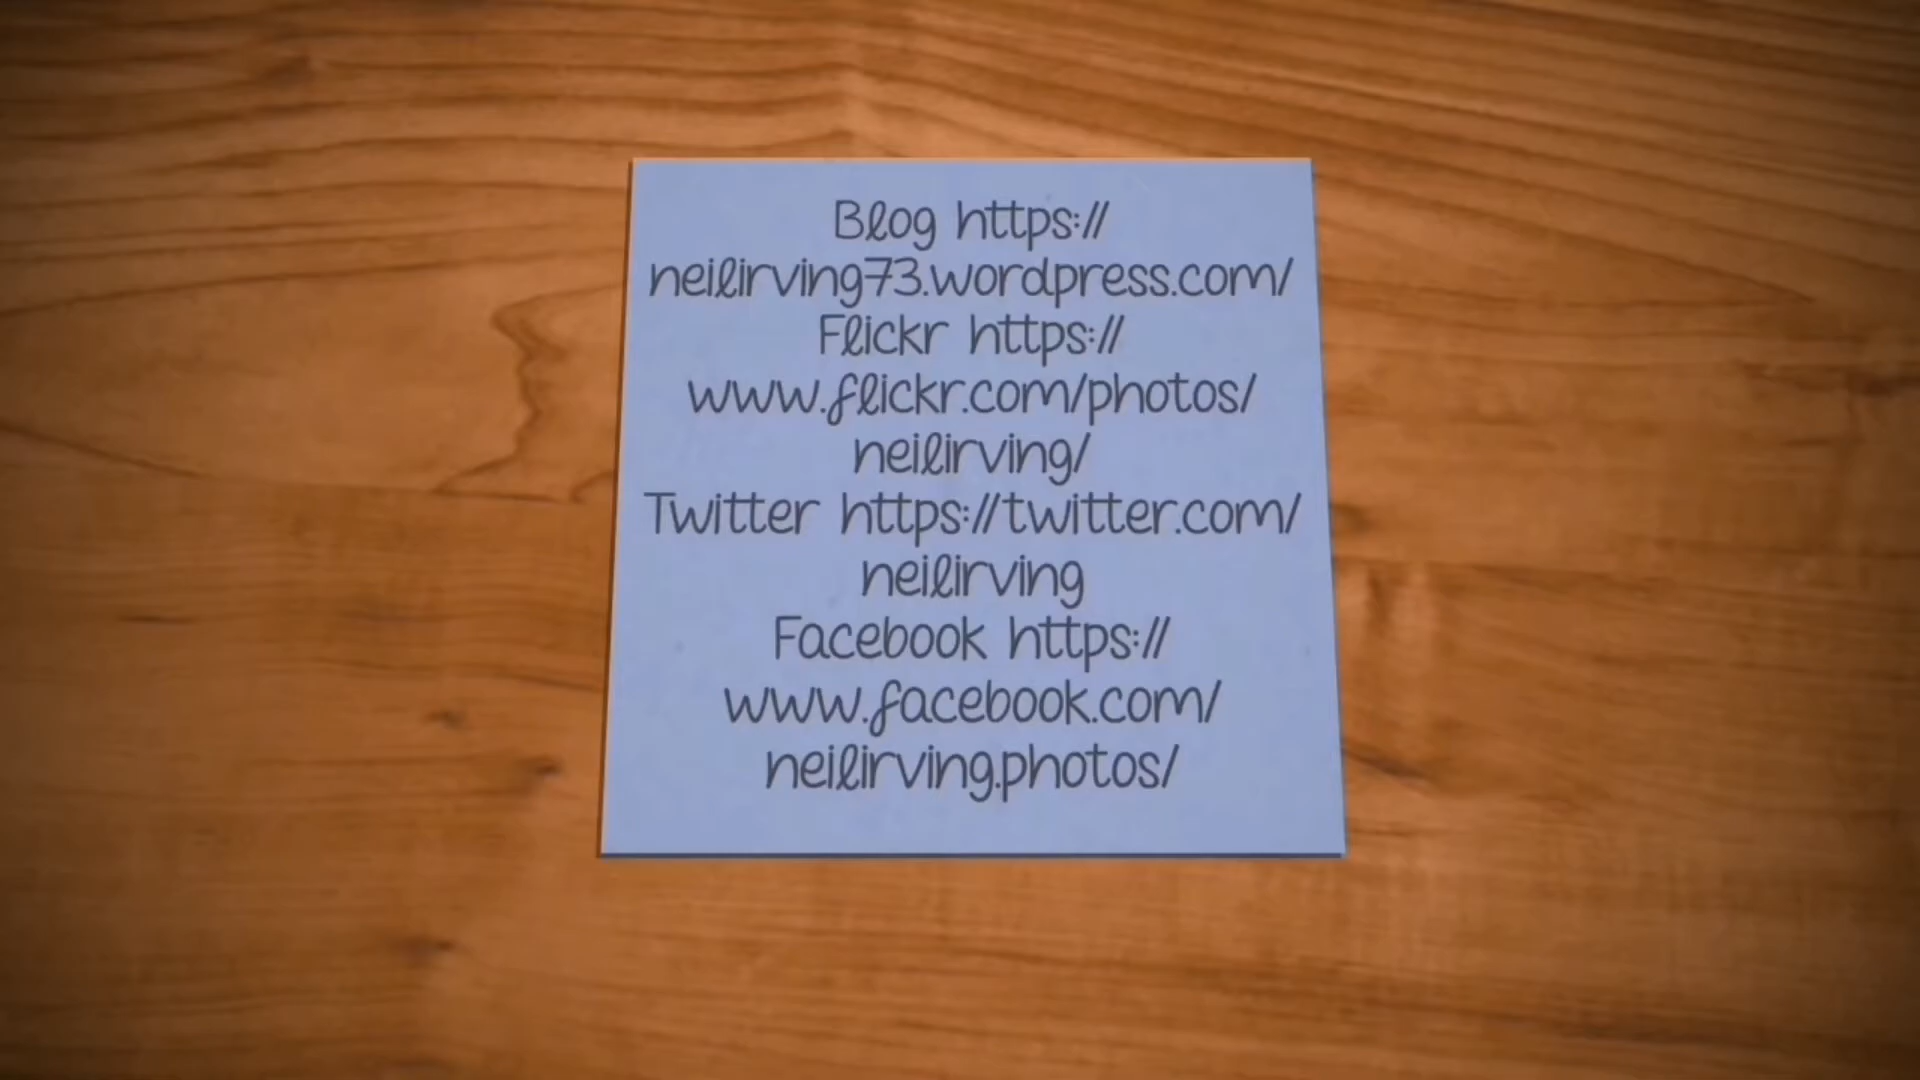 Blog https://
neilirving73.wordpress.com/
Flickr https://
www.flickr.com/photos/
neilirving/
Twitter https://twitter.com/
neilirving
Facebook https://
www.facebook.com/
neilirving.photos/